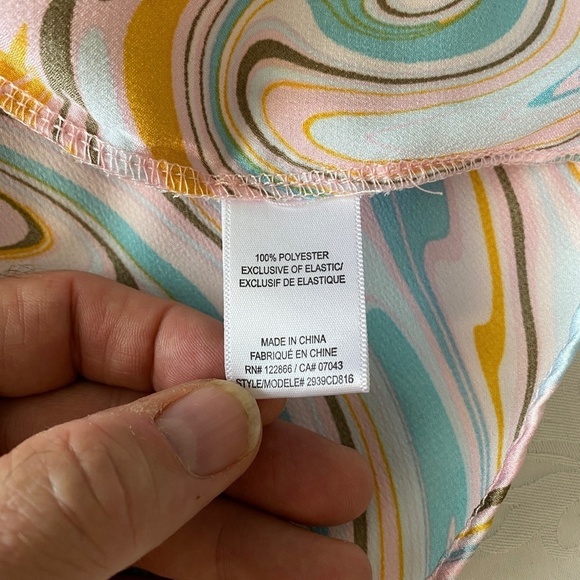 100% POLYESTER
EXCLUSIVE OF ELASTIC/
EXCLUSIF DE ELASTIQUE
MADE IN CHINA
FABRIQUÉ EN CHINE
RN# 122866 / CA# 07043
STYLE/MODELE# 2939CD816